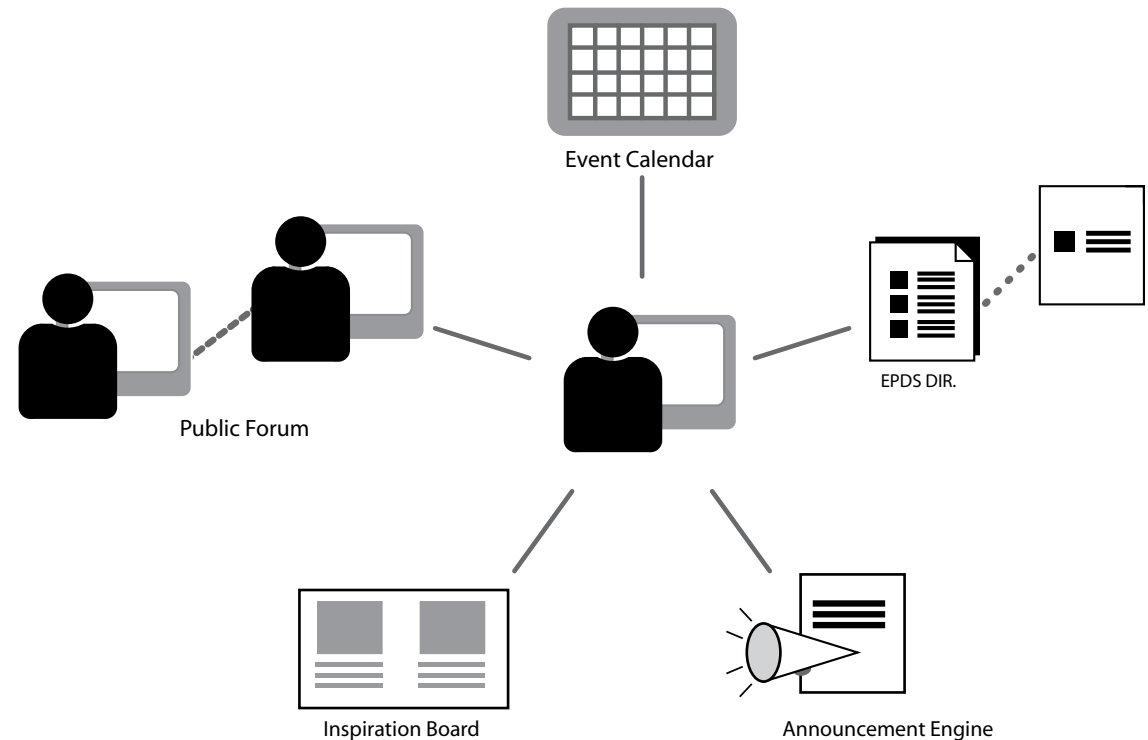 Event Calendar
EPDS DIR.
Public Forum
Inspiration Board
Announcement Engine